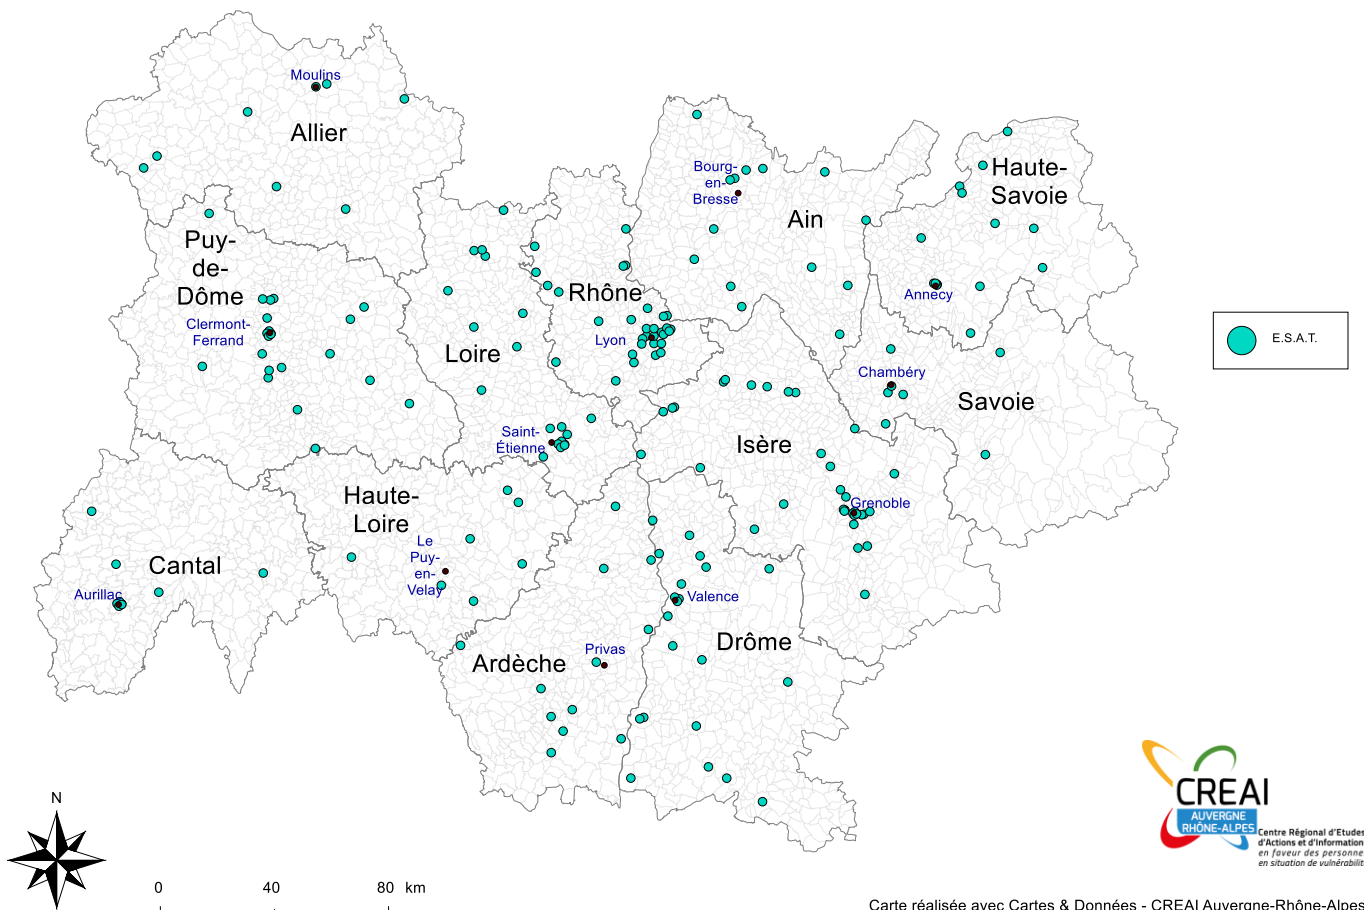 Moulins
Allier
Bourg-
en-
Bresse
Haute-
Savoie
Ain
Puy-
de-
Dôme
Clermont-
Ferrand
Rhône
Annecy
Lyon
Loire
Chambéry
Savoie
E.S.A.T.
Saint-
Étienne
Isère
Haute-
Loire
Grenoble
Le
Puy-
en-
Velay
Cantal
Aurillac
Valence
Privas
Ardèche
Drôme
N
0 40 80 km
CREAI
AUVERGNE
RHÔNE-ALPES
Centre Régional d'Etudes
d'Actions et d'Information
en faveur des personne
en situation de vulnérabilit
Carte réalisée avec Cartes & Données - CREAI Auvergne-Rhône-Alpes